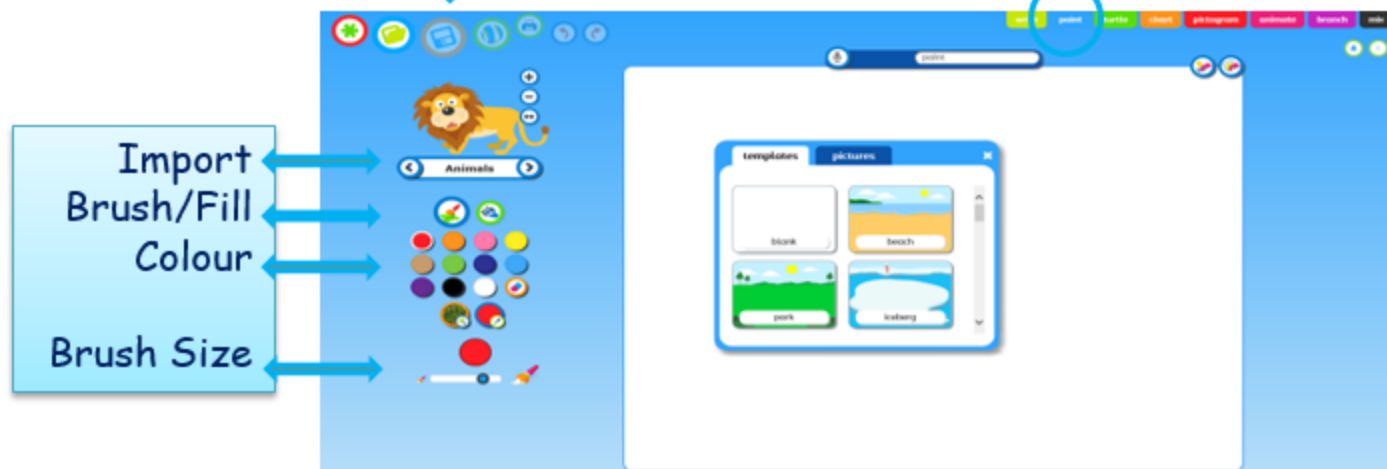 paint turtle chart pictogram animate branch mix
paint
Import
Brush/Fill
Colour
Brush Size
Animals
templates pictures
blank beach
park iceberg